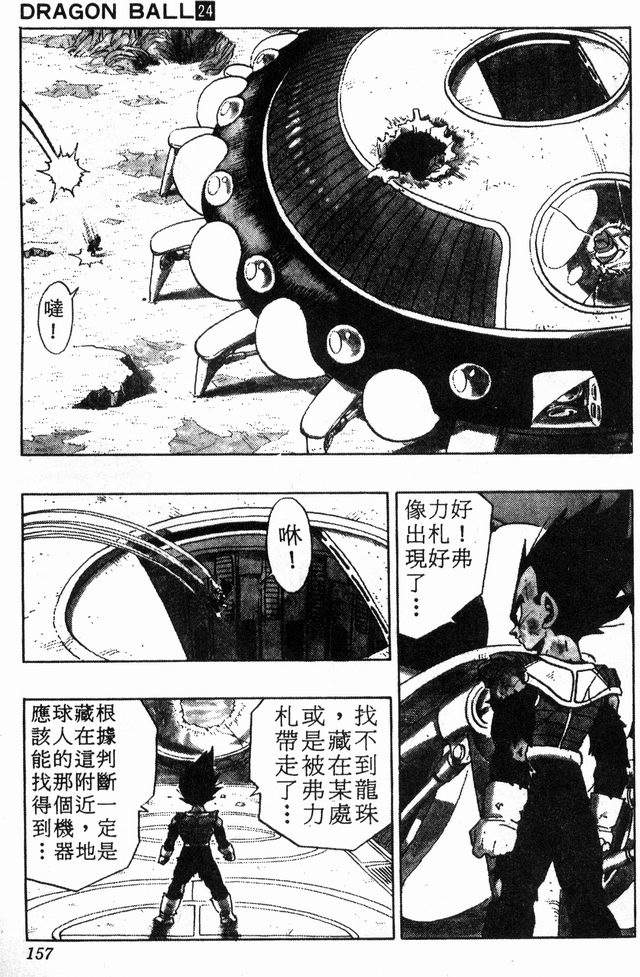 DRAGON BALL 24
噠！
好！弗
力札好
像出現了…
咻！
找不到龍珠
，藏在某處
或是被弗力
札帶走了…
根據判斷一定是
藏在這附近，地
球人的那個機器
應該能找得到…
157